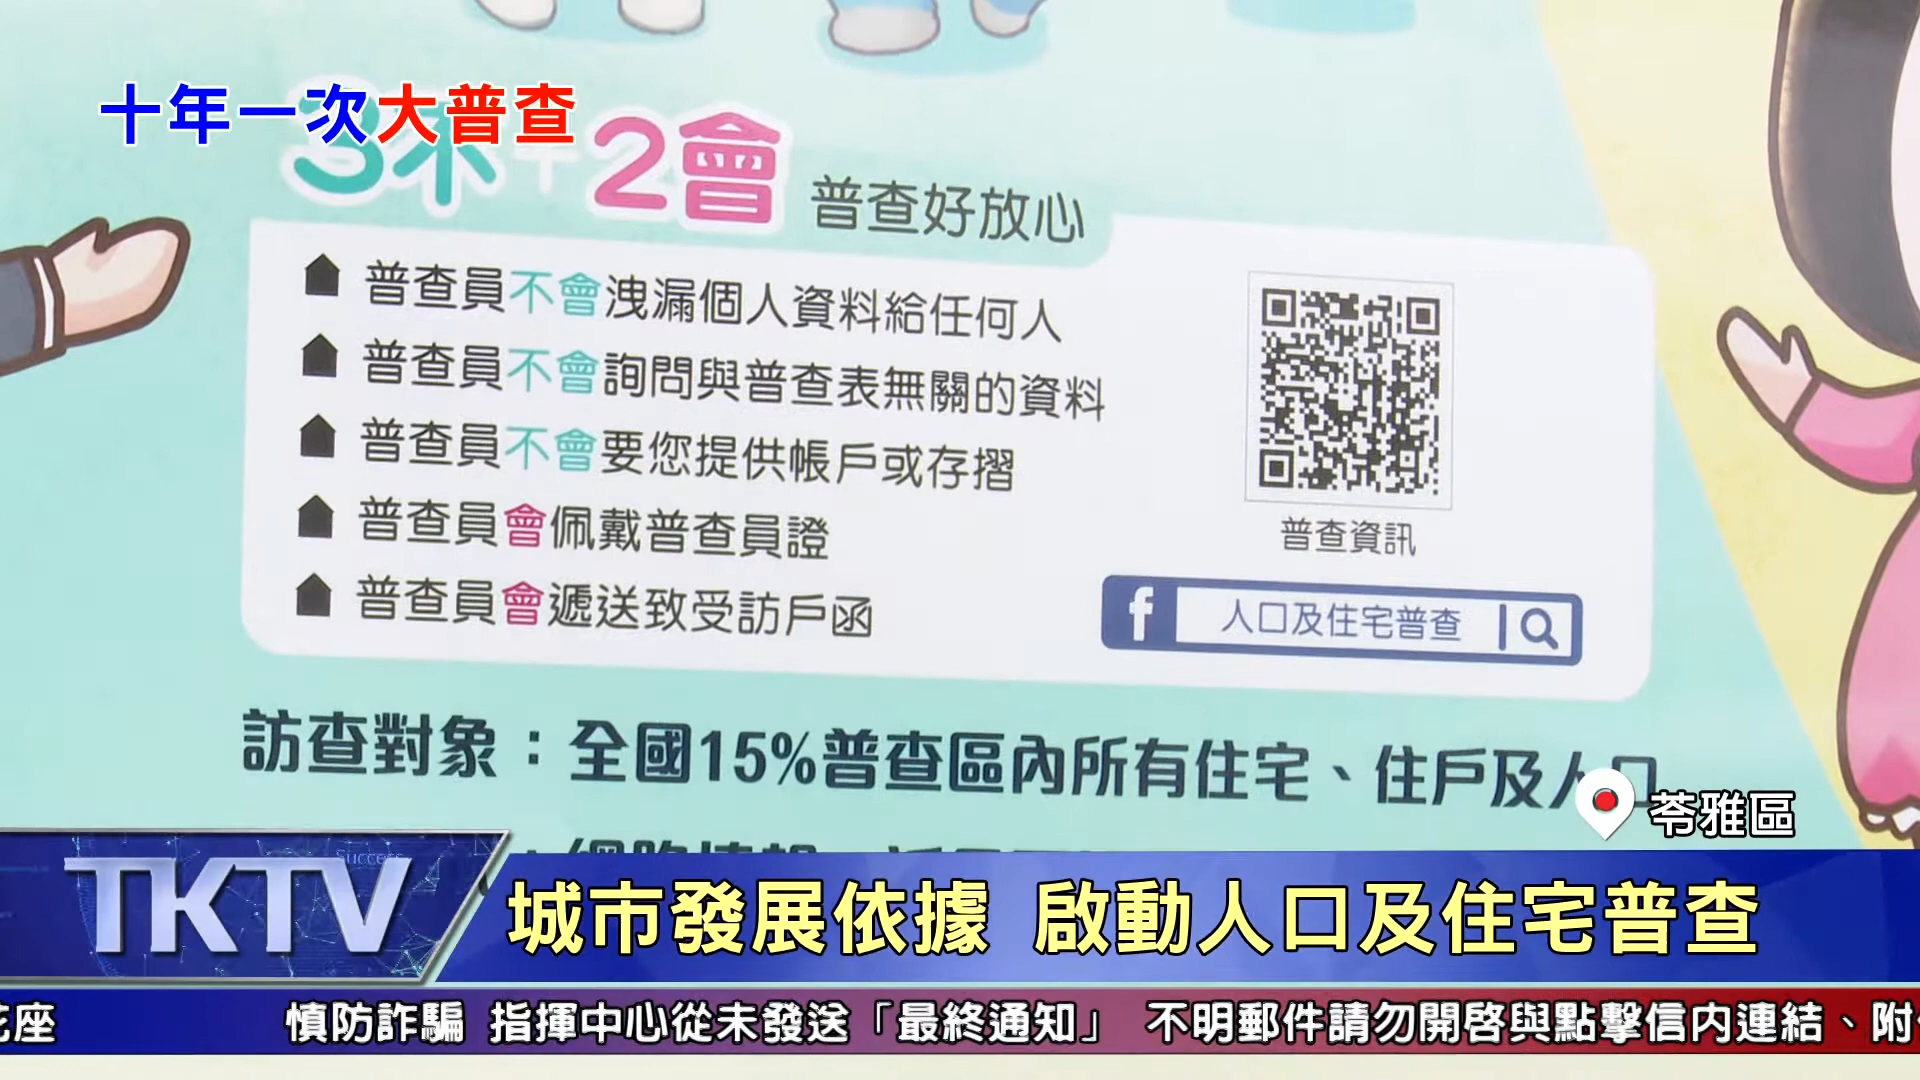 十年一次大普查
3不+2會 普查好放心
普查員不會洩漏個人資料給任何人
普查員不會詢問與普查表無關的資料
普查員不會要您提供帳戶或存摺
普查員會佩戴普查員證
普查員會遞送致受訪戶函
普查資訊
f 人口及住宅普查
訪查對象：全國15%普查區內所有住宅、住戶及人口
苓雅區
Success
TKTV
城市發展依據 啟動人口及住宅普查
花座 慎防詐騙 指揮中心從未發送「最終通知」 不明郵件請勿開啓與點擊信內連結、附